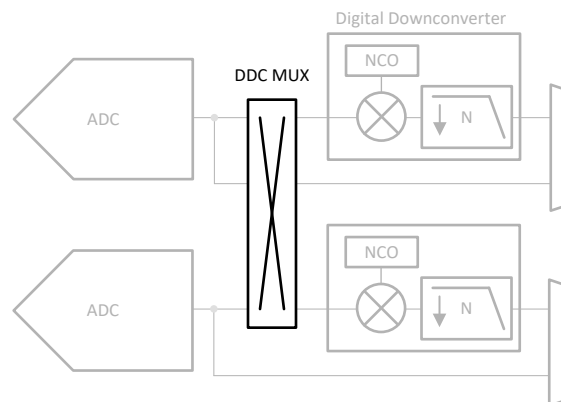 Digital Downconverter
NCO
DDC MUX
ADC
N
NCO
ADC
N